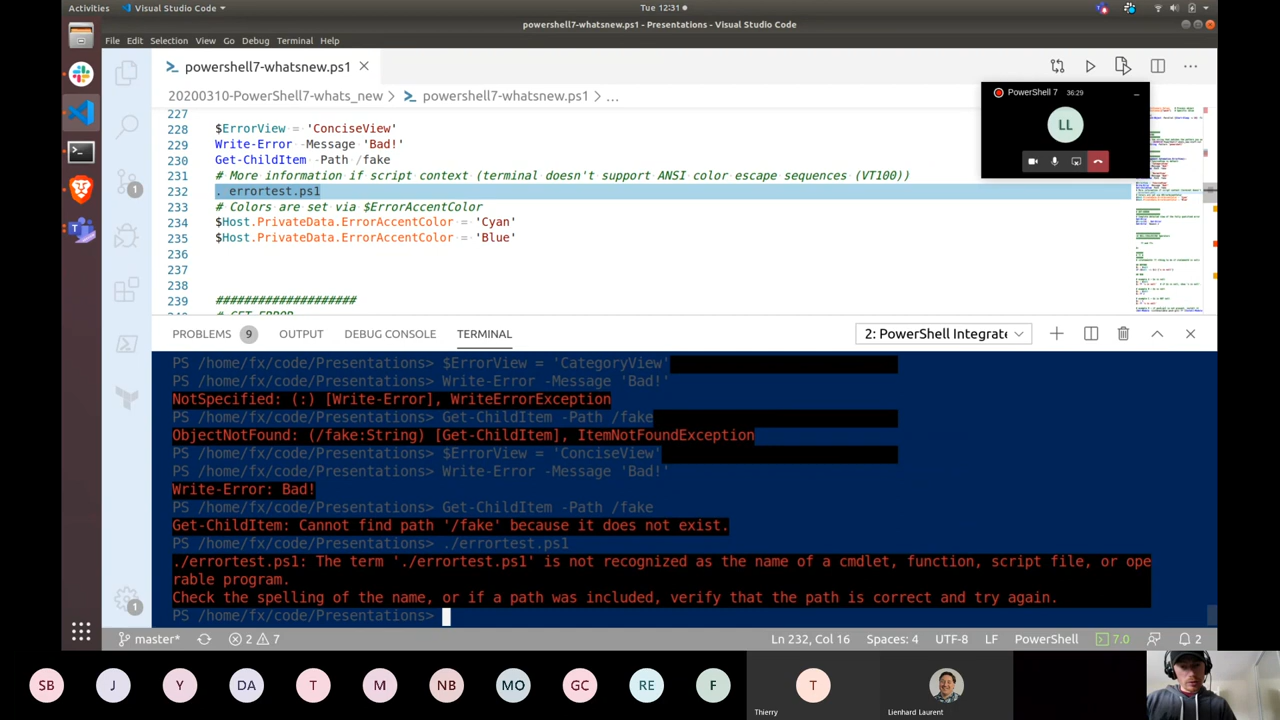 Activities
Visual Studio Code
Tue 12:31
powershell7-whatsnew.ps1 - Presentations - Visual Studio Code
File Edit Selection View Go Debug Terminal Help
powershell7-whatsnew.ps1
20200310-PowerShell7-whats_new > powershell7-whatsnew.ps1 > …
PowerShell 7 36:29
LL
227
228 $ErrorView = 'ConciseView'
229 Write-Error -Message 'Bad!'
230 Get-ChildItem -Path /fake
231 # More information if script context (terminal doesn't support ANSI color escape sequences (VT100))
232 . errortest.ps1
233 # Colors are set via $ErrorAccentColor
234 $Host.PrivateData.ErrorAccentColor = 'Cyan'
235 $Host.PrivateData.ErrorAccentColor = 'Blue'
236
237
238
239 ####################
# GET-ERROR
PROBLEMS 9 OUTPUT DEBUG CONSOLE TERMINAL
2: PowerShell Integrate
PS /home/fx/code/Presentations> $ErrorView = 'CategoryView'
PS /home/fx/code/Presentations> Write-Error -Message 'Bad!'
NotSpecified: (:) [Write-Error], WriteErrorException
PS /home/fx/code/Presentations> Get-ChildItem -Path /fake
ObjectNotFound: (/fake:String) [Get-ChildItem], ItemNotFoundException
PS /home/fx/code/Presentations> $ErrorView = 'ConciseView'
PS /home/fx/code/Presentations> Write-Error -Message 'Bad!'
Write-Error: Bad!
PS /home/fx/code/Presentations> Get-ChildItem -Path /fake
Get-ChildItem: Cannot find path '/fake' because it does not exist.
PS /home/fx/code/Presentations> ./errortest.ps1
./errortest.ps1: The term './errortest.ps1' is not recognized as the name of a cmdlet, function, script file, or ope
rable program.
Check the spelling of the name, or if a path was included, verify that the path is correct and try again.
PS /home/fx/code/Presentations>
1
1
master* 2 7 Ln 232, Col 16 Spaces: 4 UTF-8 LF PowerShell 7.0 2
SB J Y DA T M NB MO GC RE F T
Thierry
Lienhard Laurent